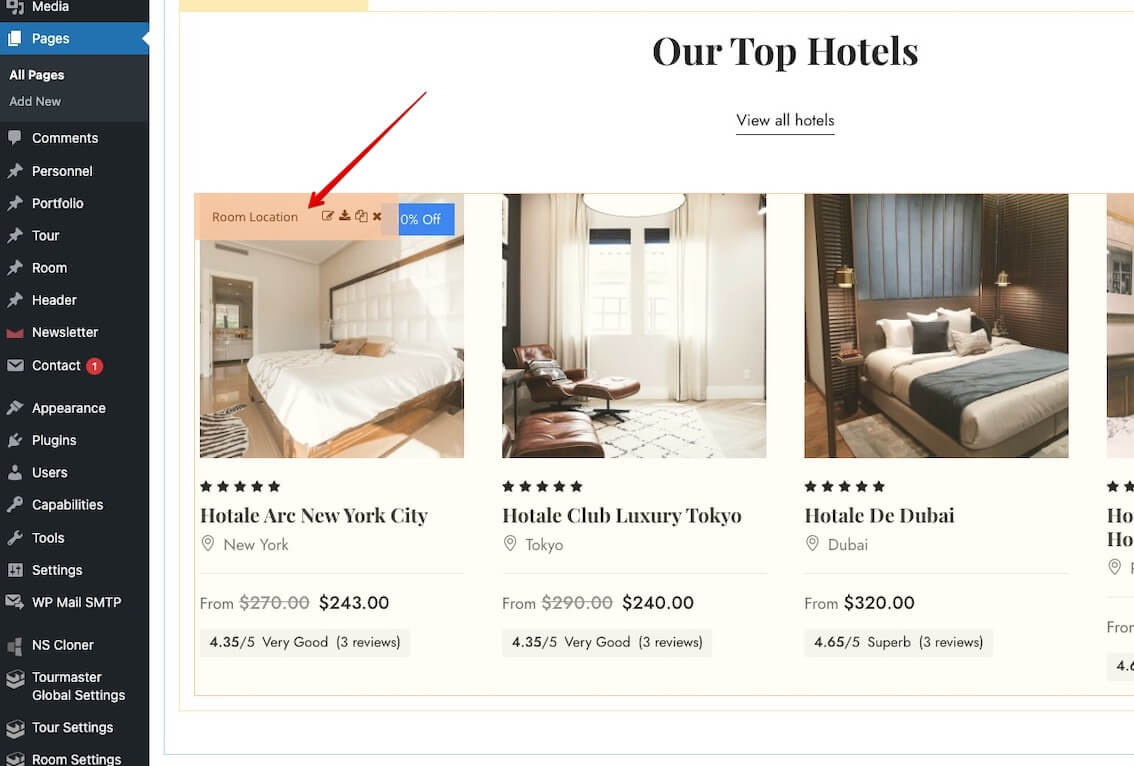 Media
Pages
All Pages
Add New
Comments
Personnel
Portfolio
Tour
Room
Header
Newsletter
Contact 1
Appearance
Plugins
Users
Capabilities
Tools
Settings
WP Mail SMTP
NS Cloner
Tourmaster
Global Settings
Tour Settings
Room Settings
Our Top Hotels
View all hotels
Room Location
0% Off
Hotale Arc New York City
New York
From $270.00 $243.00
4.35/5 Very Good (3 reviews)
Hotale Club Luxury Tokyo
Tokyo
From $290.00 $240.00
4.35/5 Very Good (3 reviews)
Hotale De Dubai
Dubai
From $320.00
4.65/5 Superb (3 reviews)
Ho
Ho